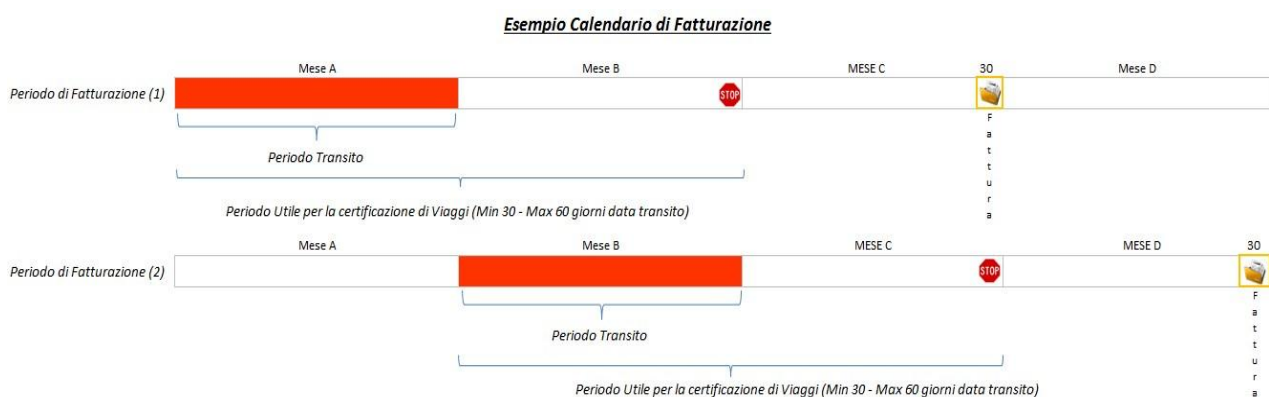 Esempio Calendario di Fatturazione
Mese A Mese B MESE C 30 Mese D
Periodo di Fatturazione (1) STOP
Fattura
Periodo Transito
Periodo Utile per la certificazione di Viaggi (Min 30 - Max 60 giorni data transito)
Mese A Mese B MESE C MESE D 30
Periodo di Fatturazione (2) STOP
Fattura
Periodo Transito
Periodo Utile per la certificazione di Viaggi (Min 30 - Max 60 giorni data transito)